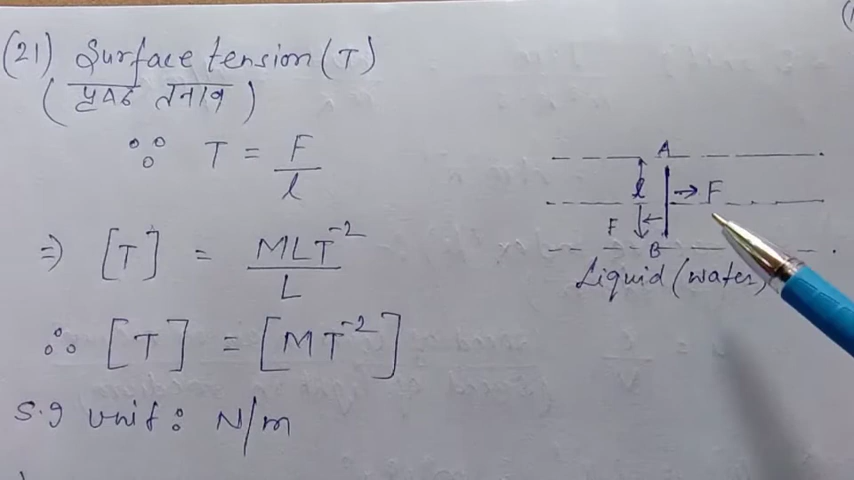 (21) Surface tension (T)
(पृष्ठ तनाव)
∵ T = F/l
⇒ [T] = MLT⁻²/L
∴ [T] = [MT⁻²]
S.I unit : N/m
A
l → F
F ←
B
Liquid (water)